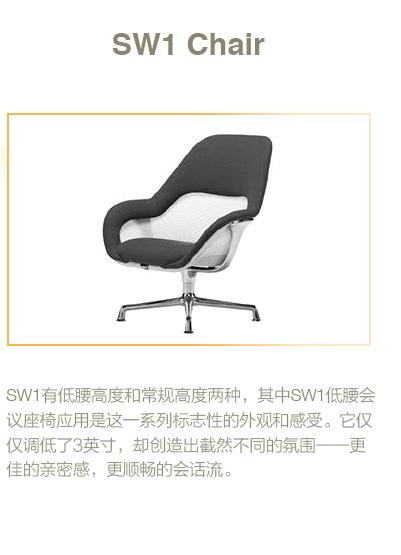 SW1 Chair
SW1有低腰高度和常规高度两种，其中SW1低腰会
议座椅应用是这一系列标志性的外观和感受。它仅
仅调低了3英寸，却创造出截然不同的氛围——更
佳的亲密感，更顺畅的会话流。